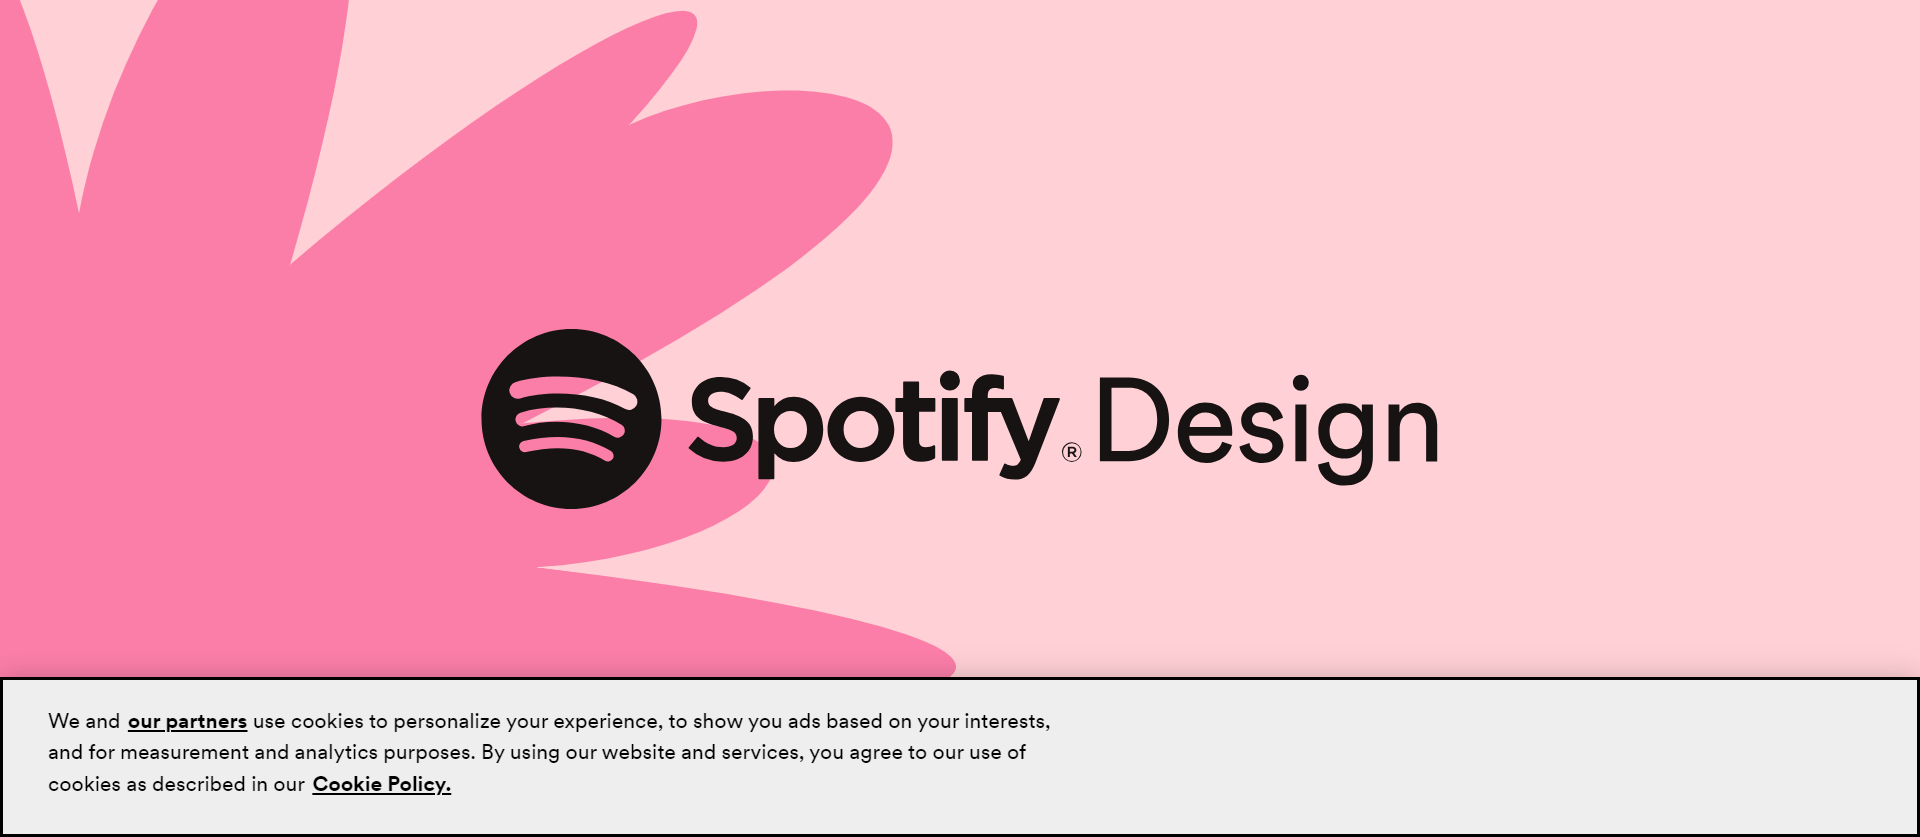 Spotify® Design
We and our partners use cookies to personalize your experience, to show you ads based on your interests,
and for measurement and analytics purposes. By using our website and services, you agree to our use of
cookies as described in our Cookie Policy.